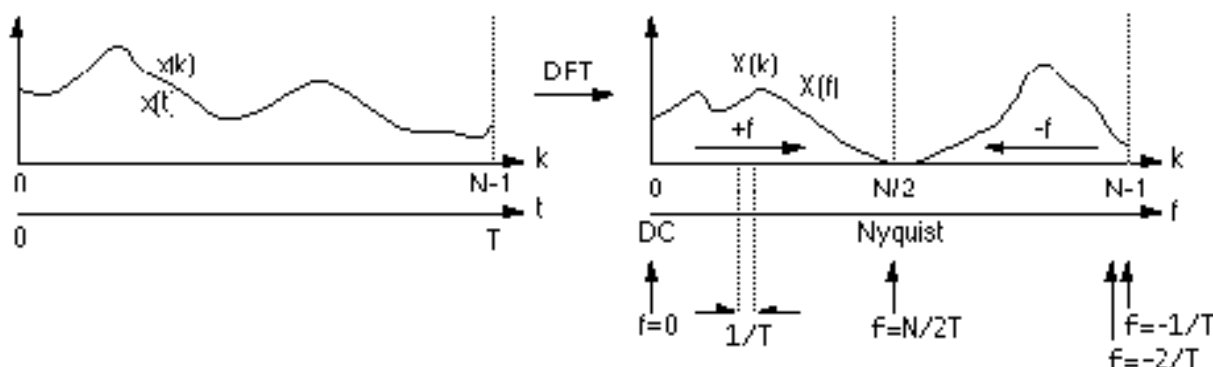 x(k)
x(t)
DFT
X(k)
X(f)
+f
-f
k
k
0
N-1
0
N/2
N-1
t
f
0
T
DC
Nyquist
f=0
1/T
f=N/2T
f=-1/T
f=-2/T